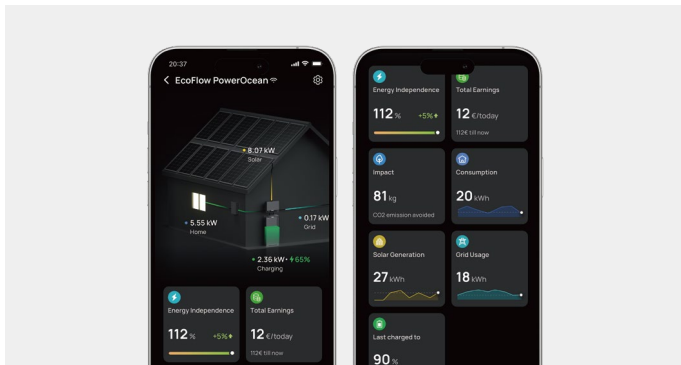 20:37
EcoFlow PowerOcean
8.07 kW
Solar
5.55 kW
Home
0.17 kW
Grid
2.36 kW 65%
Charging
Energy Independence
112 %
+5%
Total Earnings
12 €/today
112€ till now
Energy Independence
112 %
+5%
Total Earnings
12 €/today
112€ till now
Impact
81 kg
CO2 emission avoided
Consumption
20 kWh
Solar Generation
27 kWh
Grid Usage
18 kWh
Last charged to
90 %